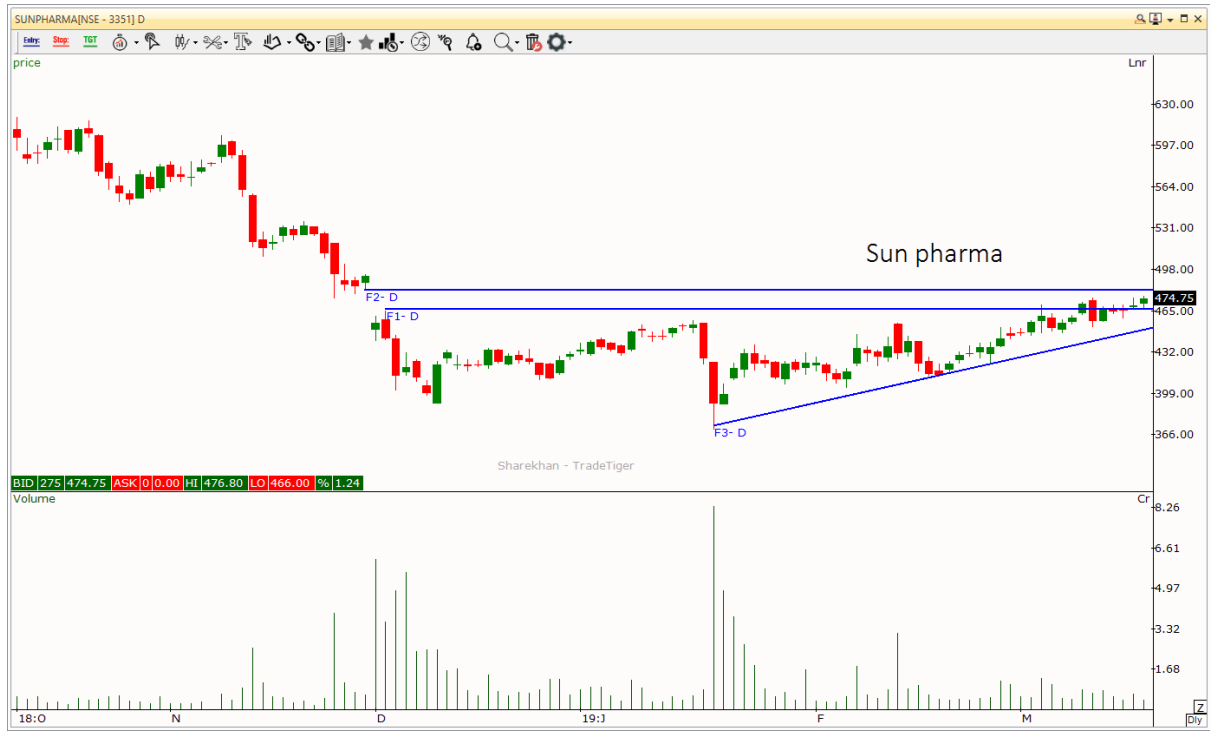 SUNPHARMA[NSE - 3351] D
Entry: Stop: TGT
price
Lnr
630.00
597.00
564.00
531.00
Sun pharma
498.00
F2- D
474.75
F1- D
465.00
432.00
399.00
F3- D
366.00
Sharekhan - TradeTiger
BID 275 474.75 ASK 0 0.00 HI 476.80 LO 466.00 % 1.24
Volume
Cr
8.26
6.61
4.97
3.32
1.68
Z
18:O N D 19:J F M
Dly